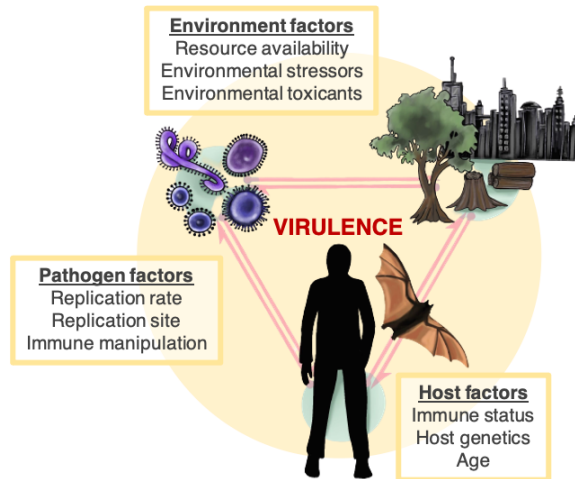 Environment factors
Resource availability
Environmental stressors
Environmental toxicants
VIRULENCE
Pathogen factors
Replication rate
Replication site
Immune manipulation
Host factors
Immune status
Host genetics
Age